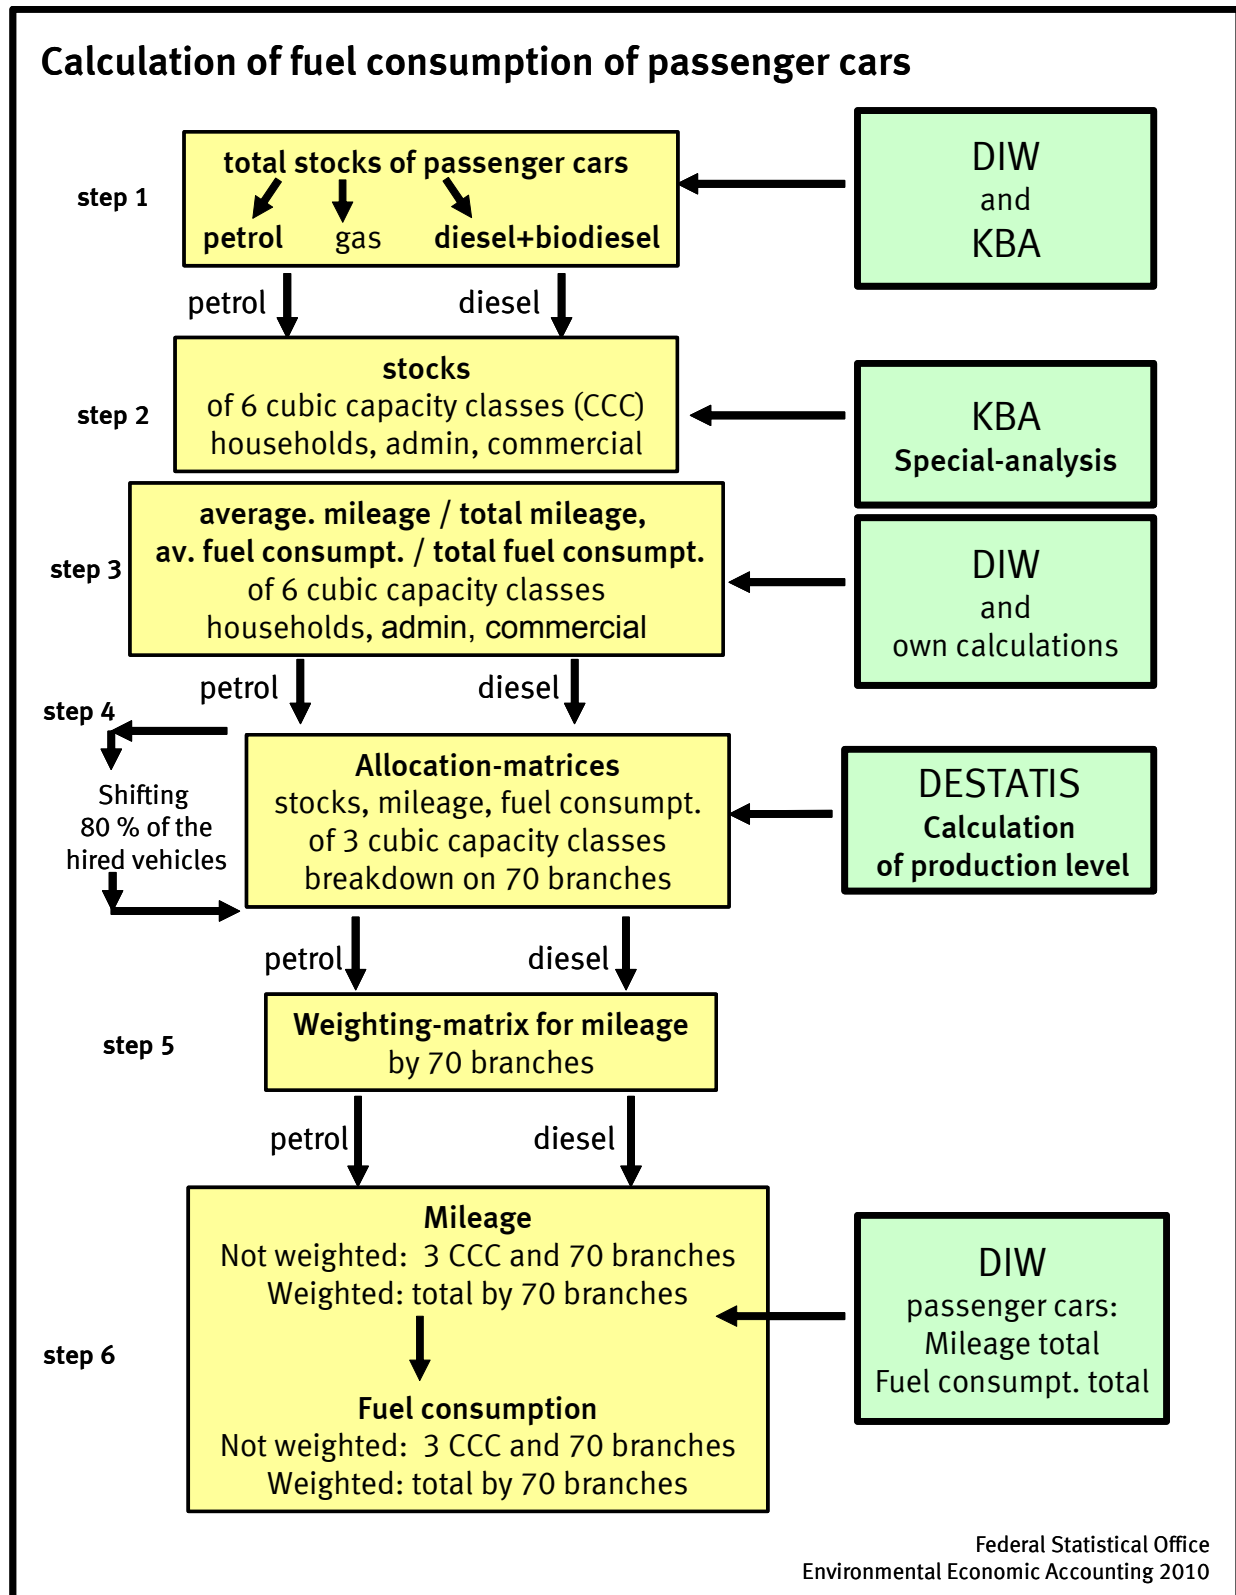 Calculation of fuel consumption of passenger cars
step 1
total stocks of passenger cars
petrol gas diesel+biodiesel
DIW
and
KBA
petrol diesel
step 2
stocks
of 6 cubic capacity classes (CCC)
households, admin, commercial
KBA
Special-analysis
step 3
average. mileage / total mileage,
av. fuel consumpt. / total fuel consumpt.
of 6 cubic capacity classes
households, admin, commercial
DIW
and
own calculations
petrol diesel
step 4
Shifting
80 % of the
hired vehicles
Allocation-matrices
stocks, mileage, fuel consumpt.
of 3 cubic capacity classes
breakdown on 70 branches
DESTATIS
Calculation
of production level
petrol diesel
step 5
Weighting-matrix for mileage
by 70 branches
petrol diesel
step 6
Mileage
Not weighted: 3 CCC and 70 branches
Weighted: total by 70 branches
Fuel consumption
Not weighted: 3 CCC and 70 branches
Weighted: total by 70 branches
DIW
passenger cars:
Mileage total
Fuel consumpt. total
Federal Statistical Office
Environmental Economic Accounting 2010